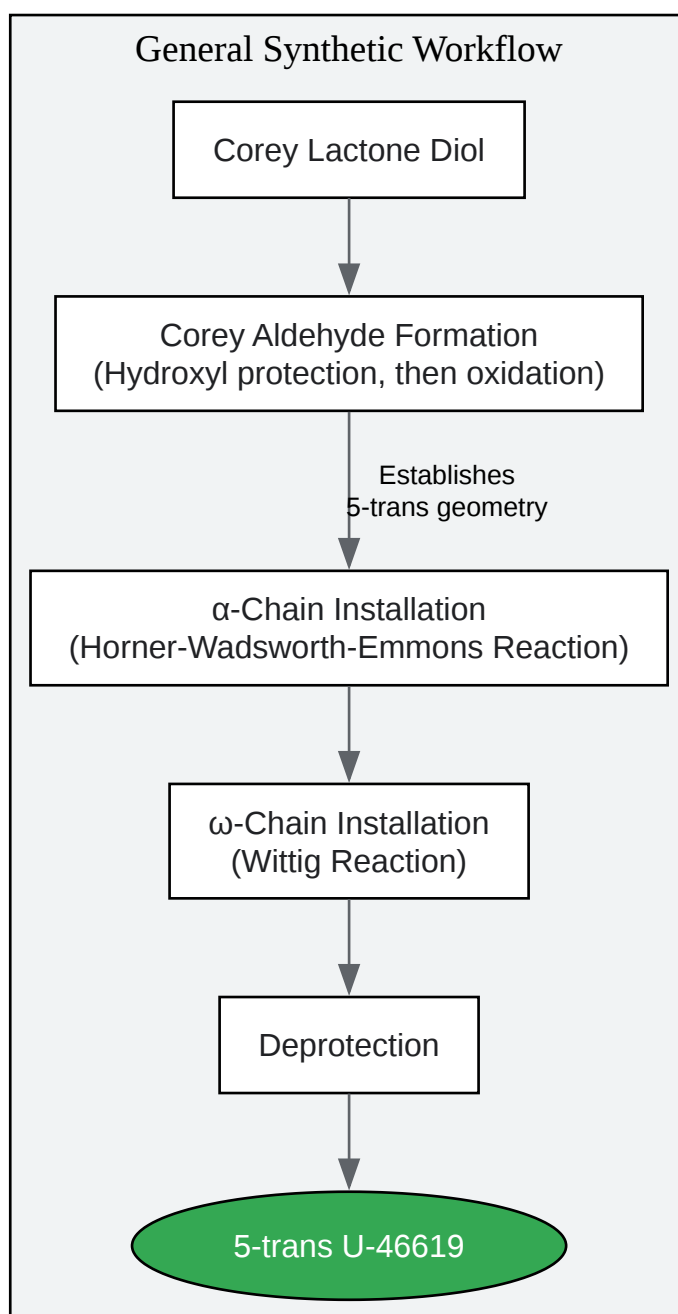 General Synthetic Workflow
Corey Lactone Diol
Corey Aldehyde Formation
(Hydroxyl protection, then oxidation)
Establishes
5-trans geometry
α-Chain Installation
(Horner-Wadsworth-Emmons Reaction)
ω-Chain Installation
(Wittig Reaction)
Deprotection
5-trans U-46619